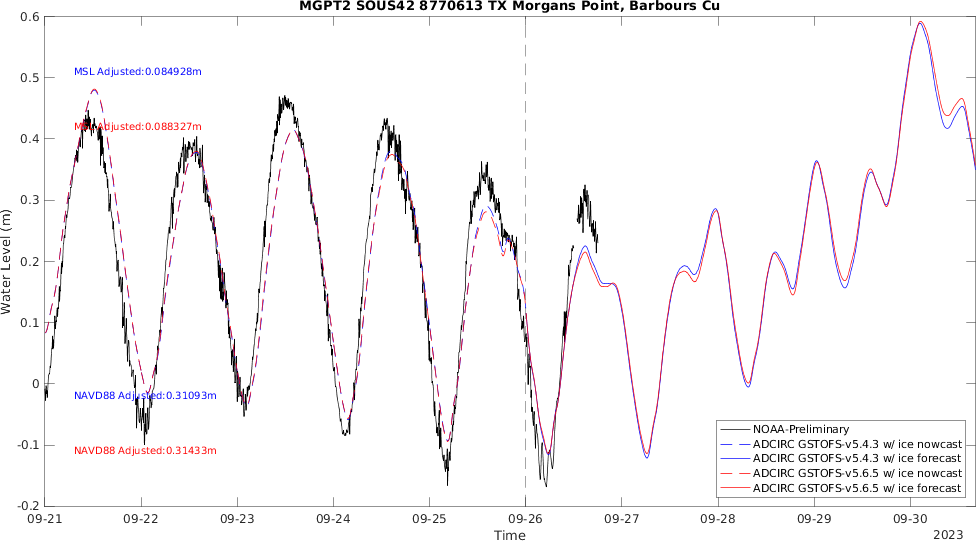 MGPT2 SOUS42 8770613 TX Morgans Point, Barbours Cu
0.6
0.5
0.4
0.3
0.2
0.1
0
-0.1
-0.2
Water Level (m)
MSL Adjusted:0.084928m
MSL Adjusted:0.088327m
NAVD88 Adjusted:0.31093m
NAVD88 Adjusted:0.31433m
NOAA-Preliminary
ADCIRC GSTOFS-v5.4.3 w/ ice nowcast
ADCIRC GSTOFS-v5.4.3 w/ ice forecast
ADCIRC GSTOFS-v5.6.5 w/ ice nowcast
ADCIRC GSTOFS-v5.6.5 w/ ice forecast
09-21 09-22 09-23 09-24 09-25 09-26 09-27 09-28 09-29 09-30
Time
2023